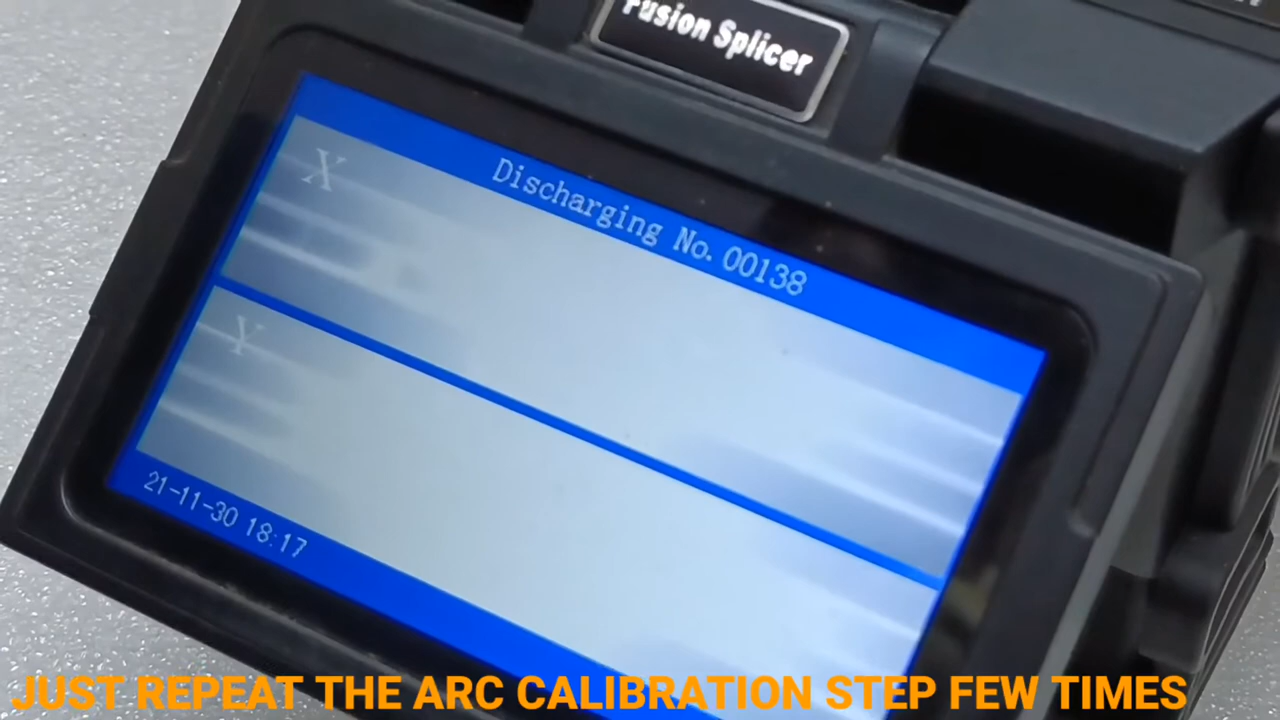 Fusion Splicer
Discharging No. 00138
X
Y
21-11-30 18:17
JUST REPEAT THE ARC CALIBRATION STEP FEW TIMES